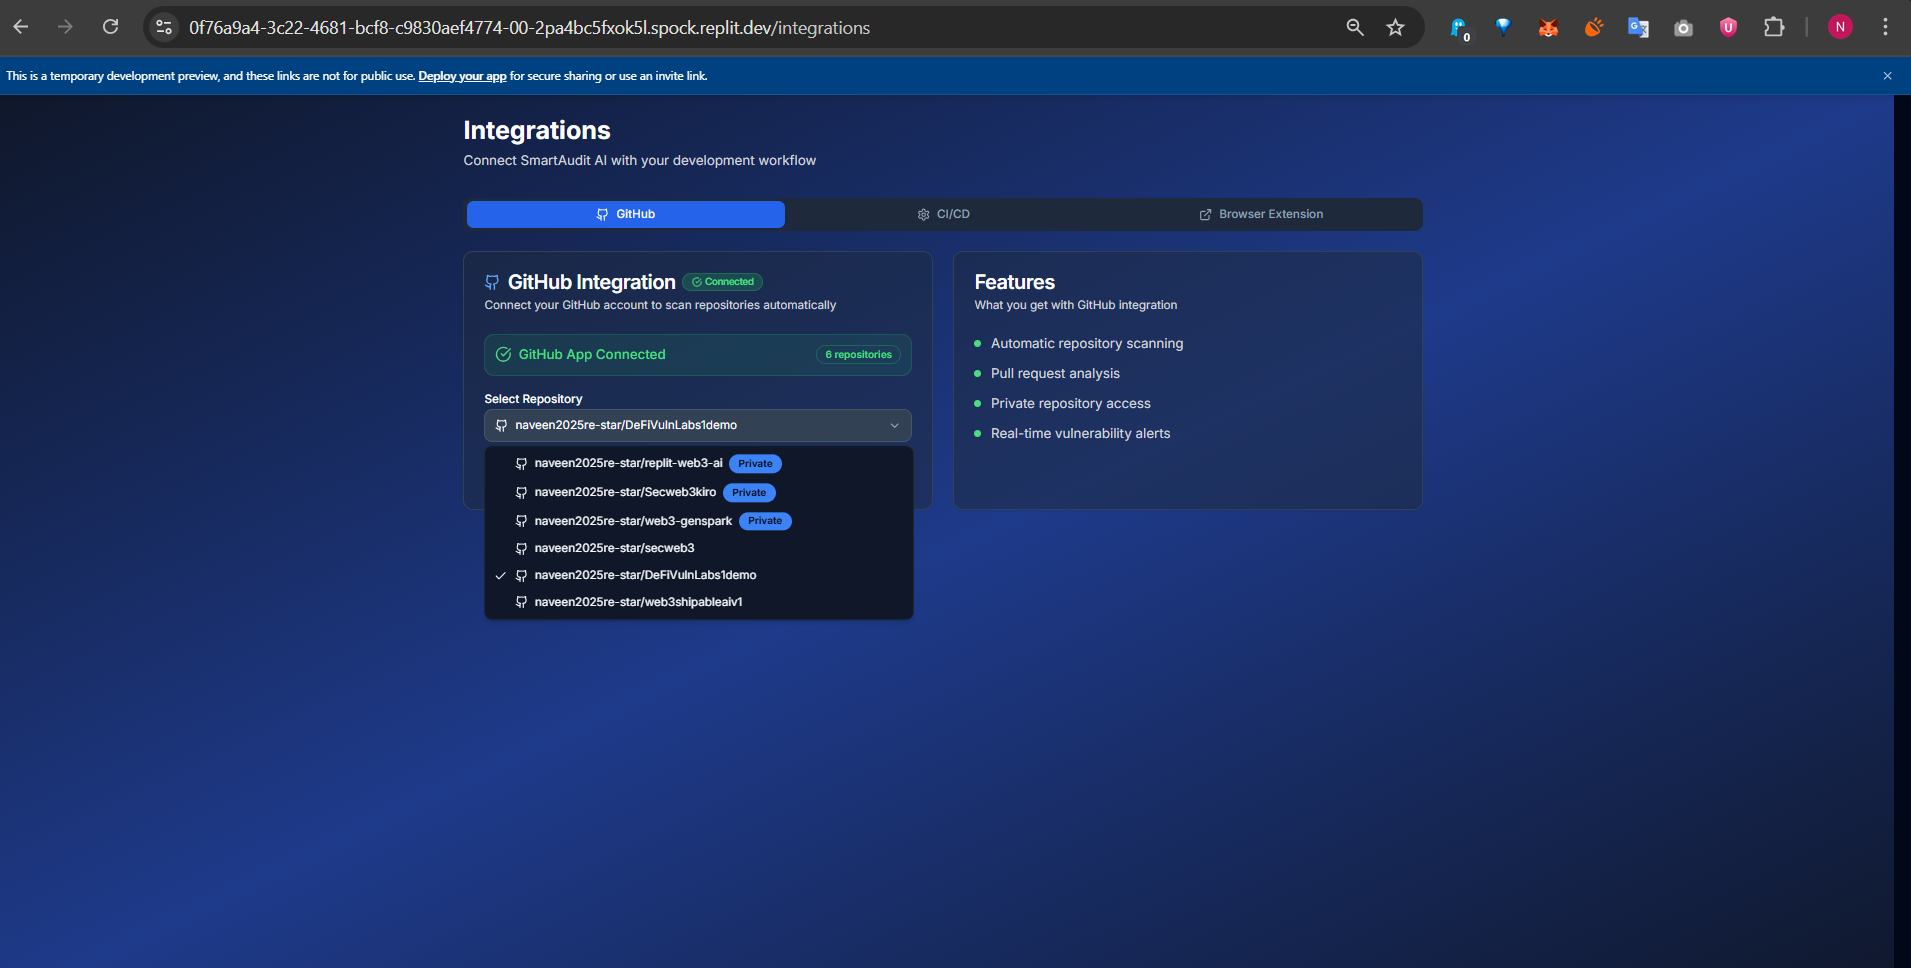 0f76a9a4-3c22-4681-bcf8-c9830aef4774-00-2pa4bc5fxok5l.spock.replit.dev/integrations
0
G
U
N
This is a temporary development preview, and these links are not for public use. Deploy your app for secure sharing or use an invite link.
Integrations
Connect SmartAudit AI with your development workflow
GitHub
CI/CD
Browser Extension
GitHub Integration
Connected
Connect your GitHub account to scan repositories automatically
GitHub App Connected
6 repositories
Select Repository
naveen2025re-star/DeFiVulnLabs1demo
naveen2025re-star/replit-web3-ai Private
naveen2025re-star/Secweb3kiro Private
naveen2025re-star/web3-genspark Private
naveen2025re-star/secweb3
naveen2025re-star/DeFiVulnLabs1demo
naveen2025re-star/web3shipableaiv1
Features
What you get with GitHub integration
Automatic repository scanning
Pull request analysis
Private repository access
Real-time vulnerability alerts